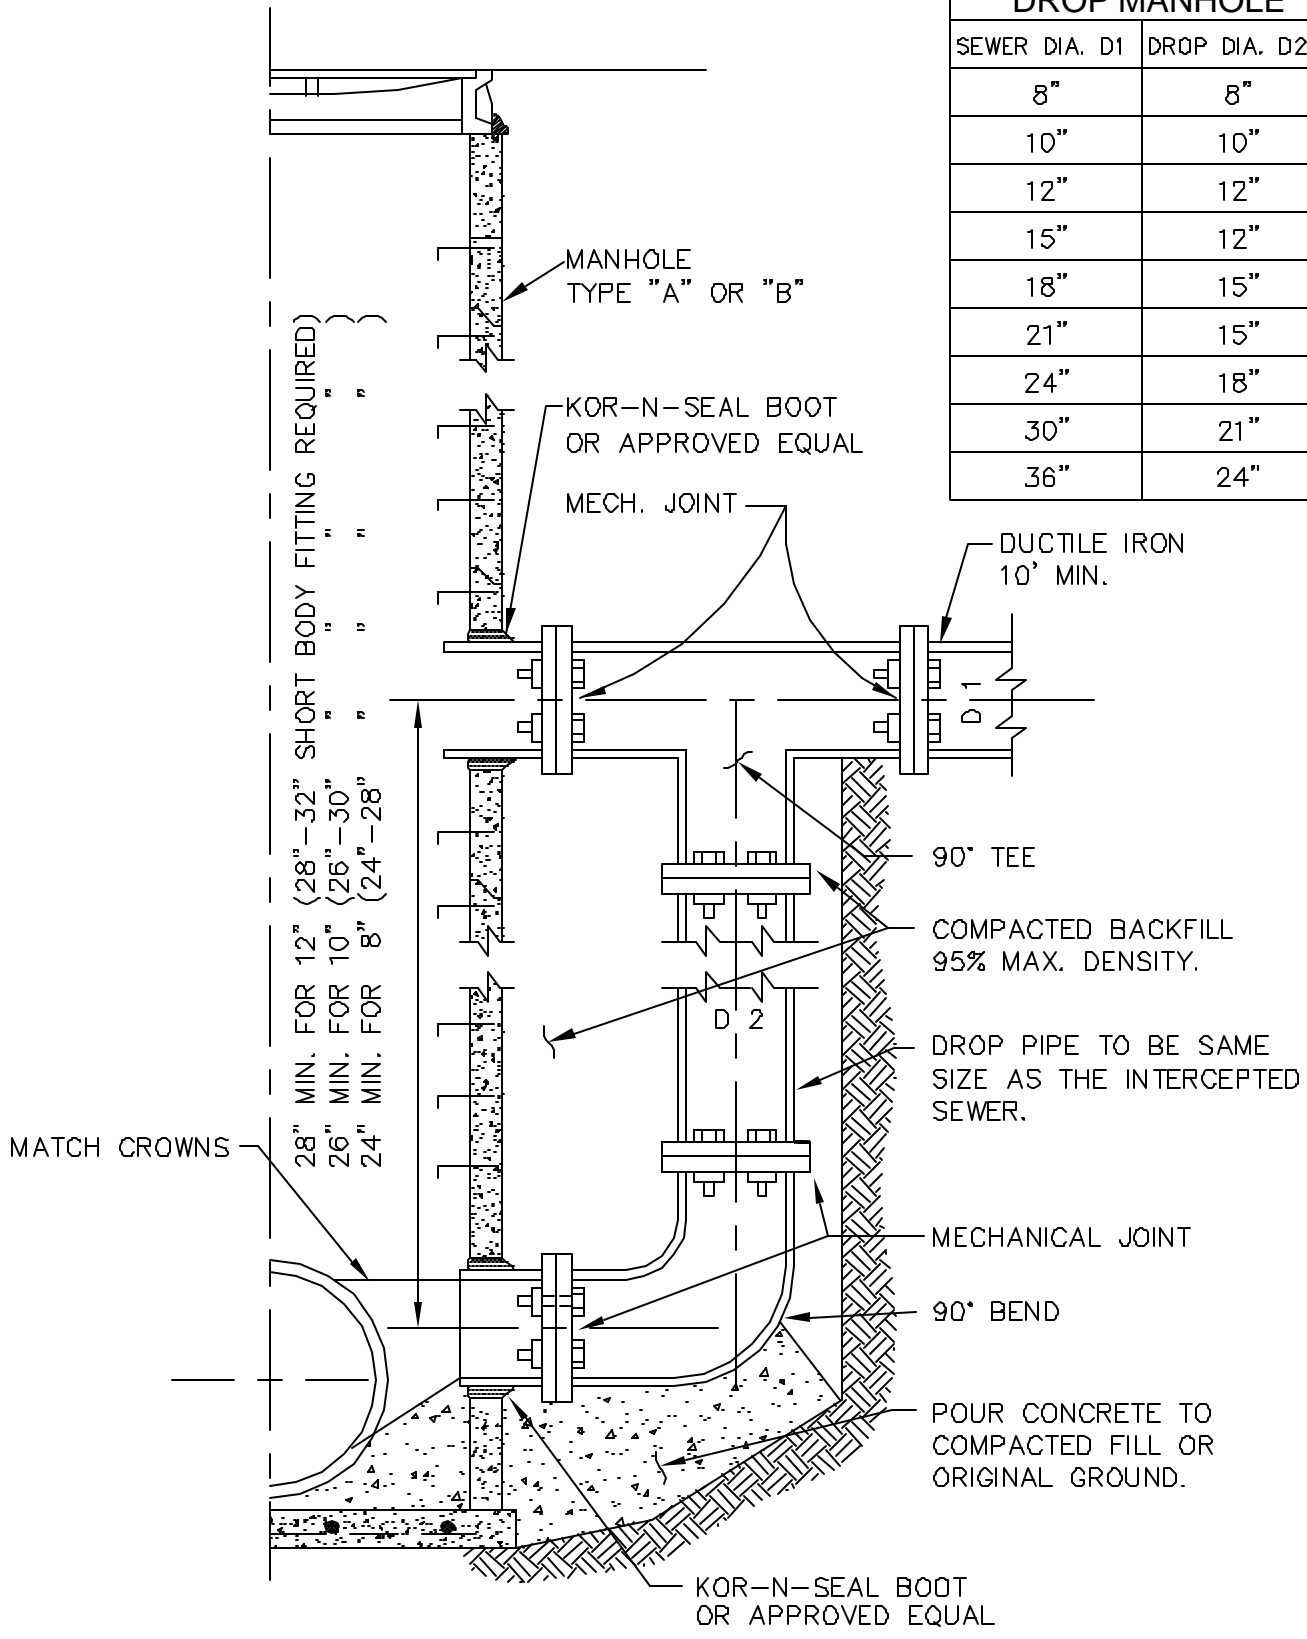 DROP MANHOLE
SEWER DIA. D1 DROP DIA. D2
8" 8"
10" 10"
12" 12"
15" 12"
18" 15"
21" 15"
24" 18"
30" 21"
36" 24"
MANHOLE
TYPE "A" OR "B"
KOR-N-SEAL BOOT
OR APPROVED EQUAL
MECH. JOINT
DUCTILE IRON
10' MIN.
D 1
28" MIN. FOR 12" (28"-32" SHORT BODY FITTING REQUIRED)
26" MIN. FOR 10" (26"-30" " " " " )
24" MIN. FOR 8" (24"-28" " " " " )
90° TEE
COMPACTED BACKFILL
95% MAX. DENSITY.
D 2
DROP PIPE TO BE SAME
SIZE AS THE INTERCEPTED
SEWER.
MATCH CROWNS
MECHANICAL JOINT
90° BEND
POUR CONCRETE TO
COMPACTED FILL OR
ORIGINAL GROUND.
KOR-N-SEAL BOOT
OR APPROVED EQUAL